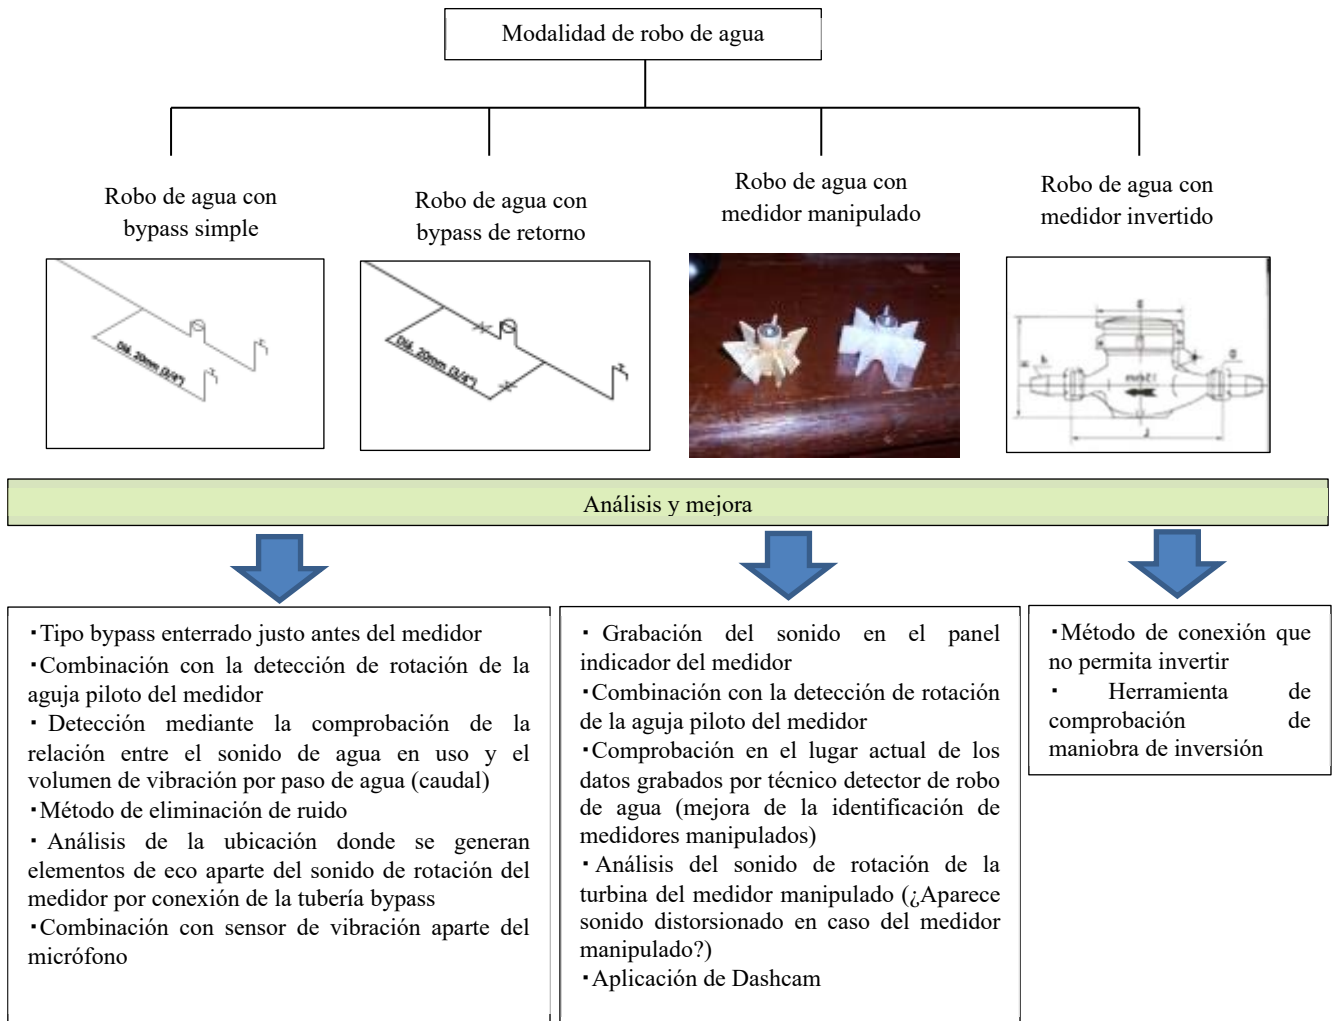 Modalidad de robo de agua
Robo de agua con
bypass simple
Robo de agua con
bypass de retorno
Robo de agua con
medidor manipulado
Robo de agua con
medidor invertido
Diá. 20mm (3/4")
Diá. 20mm (3/4")
H
J
Análisis y mejora
・Tipo bypass enterrado justo antes del medidor
・Combinación con la detección de rotación de la
aguja piloto del medidor
・Detección mediante la comprobación de la
relación entre el sonido de agua en uso y el
volumen de vibración por paso de agua (caudal)
・Método de eliminación de ruido
・Análisis de la ubicación donde se generan
elementos de eco aparte del sonido de rotación del
medidor por conexión de la tubería bypass
・Combinación con sensor de vibración aparte del
micrófono
・Grabación del sonido en el panel
indicador del medidor
・Combinación con la detección de rotación
de la aguja piloto del medidor
・Comprobación en el lugar actual de los
datos grabados por técnico detector de robo
de agua (mejora de la identificación de
medidores manipulados)
・Análisis del sonido de rotación de la
turbina del medidor manipulado (¿Aparece
sonido distorsionado en caso del medidor
manipulado?)
・Aplicación de Dashcam
・Método de conexión que
no permita invertir
・Herramienta de
comprobación de
maniobra de inversión